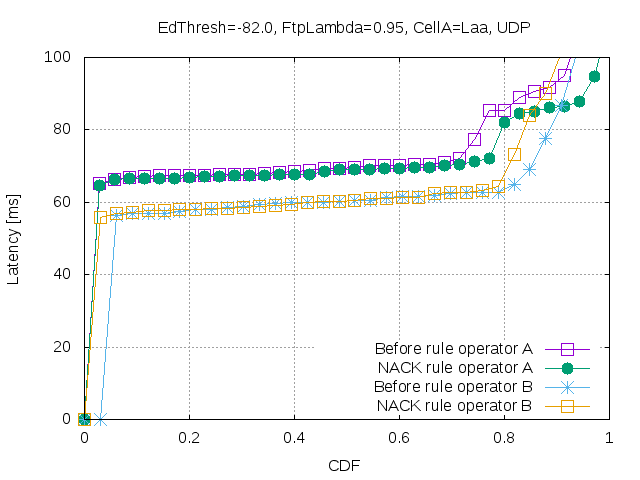 EdThresh=-82.0, FtpLambda=0.95, CellA=Laa, UDP
100
80
60
40
20
0
Latency [ms]
Before rule operator A
NACK rule operator A
Before rule operator B
NACK rule operator B
0
0.2
0.4
0.6
0.8
1
CDF